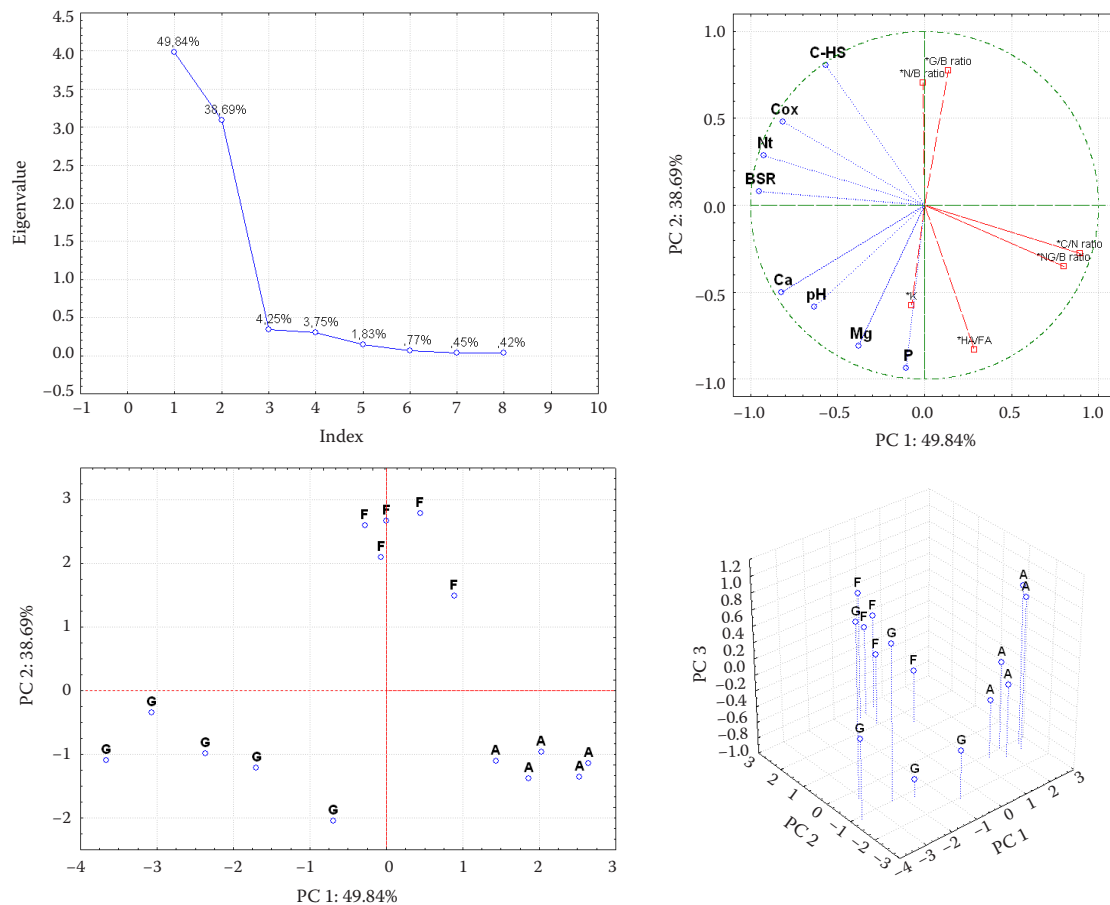 4.5
4.0
3.5
3.0
2.5
2.0
1.5
1.0
0.5
0.0
−0.5
Eigenvalue
49,84%
38,69%
4,25%
3,75%
1,83%
,77%
,45%
,42%
−1 0 1 2 3 4 5 6 7 8 9 10
Index
1.0
0.5
0.0
−0.5
−1.0
PC 2: 38.69%
C-HS
*G/B ratio
*N/B ratio
Cox
Nt
BSR
*C/N ratio
*NG/B ratio
Ca
pH
*K
Mg
P
*HA/FA
−1.0 −0.5 0.0 0.5 1.0
PC 1: 49.84%
3
2
1
0
−1
−2
PC 2: 38.69%
F F F
F
F
G
G G G
G
A A A
A A
−4 −3 −2 −1 0 1 2 3
PC 1: 49.84%
1.2
1.0
0.8
0.6
0.4
0.2
0.0
−0.2
−0.4
−0.6
−0.8
−1.0
PC 3
A
A
F
G F F
G
F
F
A
A
A
G
G
G
3 2 1 0 −1 −2 −3
PC 2
−4 −3 −2 −1 0 1 2 3
PC 1